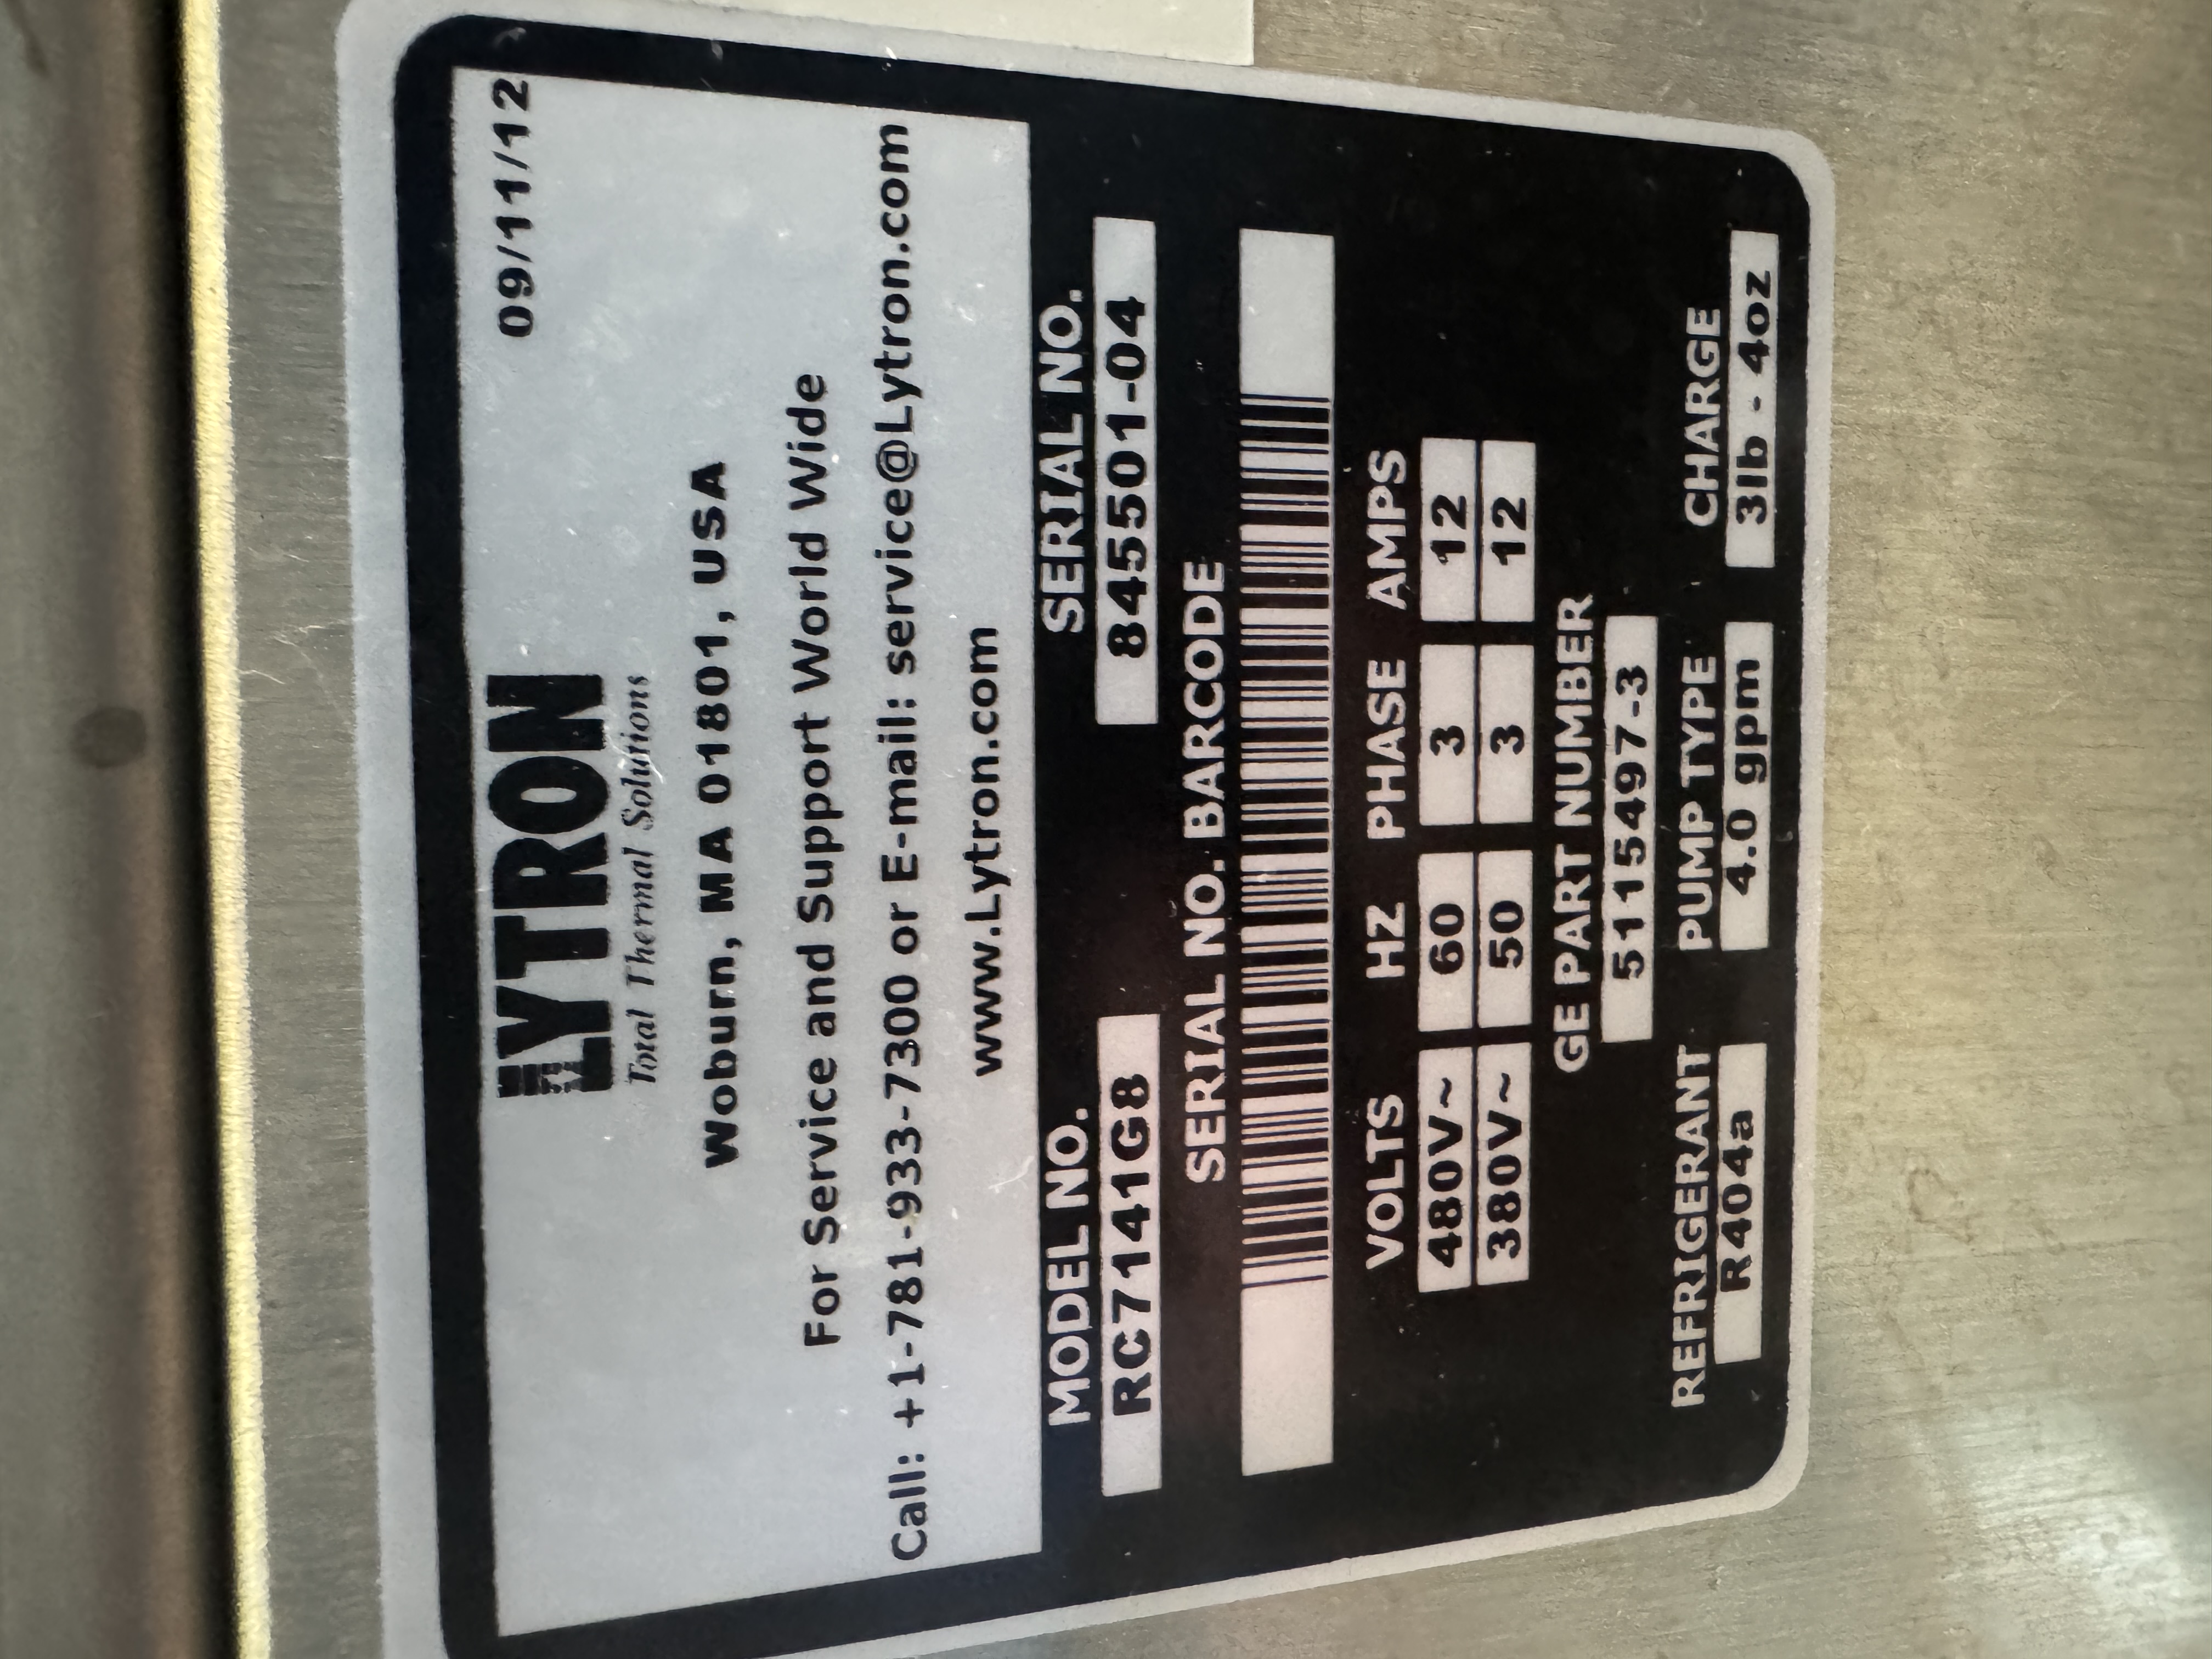 09/11/12
LYTRON
Total Thermal Solutions
Woburn, MA 01801, USA
For Service and Support World Wide
Call: +1-781-933-7300 or E-mail: service@Lytron.com
www.Lytron.com
MODEL NO. SERIAL NO.
RC7141G8 845501-04
SERIAL NO. BARCODE
VOLTS HZ PHASE AMPS
480V~ 60 3 12
380V~ 50 3 12
GE PART NUMBER
5115497-3
REFRIGERANT PUMP TYPE CHARGE
R404a 4.0 gpm 3lb - 4oz